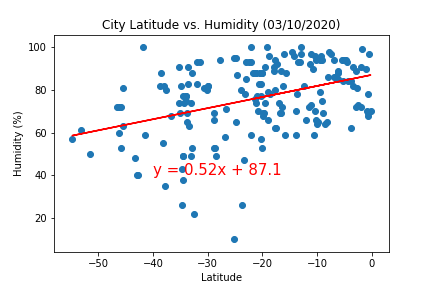 City Latitude vs. Humidity (03/10/2020)
100
80
60
40
20
Humidity (%)
y = 0.52x + 87.1
−50 −40 −30 −20 −10 0
Latitude